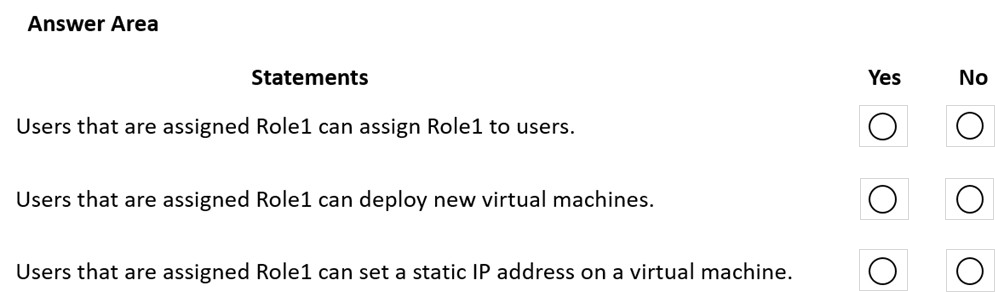 Answer Area
Statements Yes No
Users that are assigned Role1 can assign Role1 to users.
Users that are assigned Role1 can deploy new virtual machines.
Users that are assigned Role1 can set a static IP address on a virtual machine.